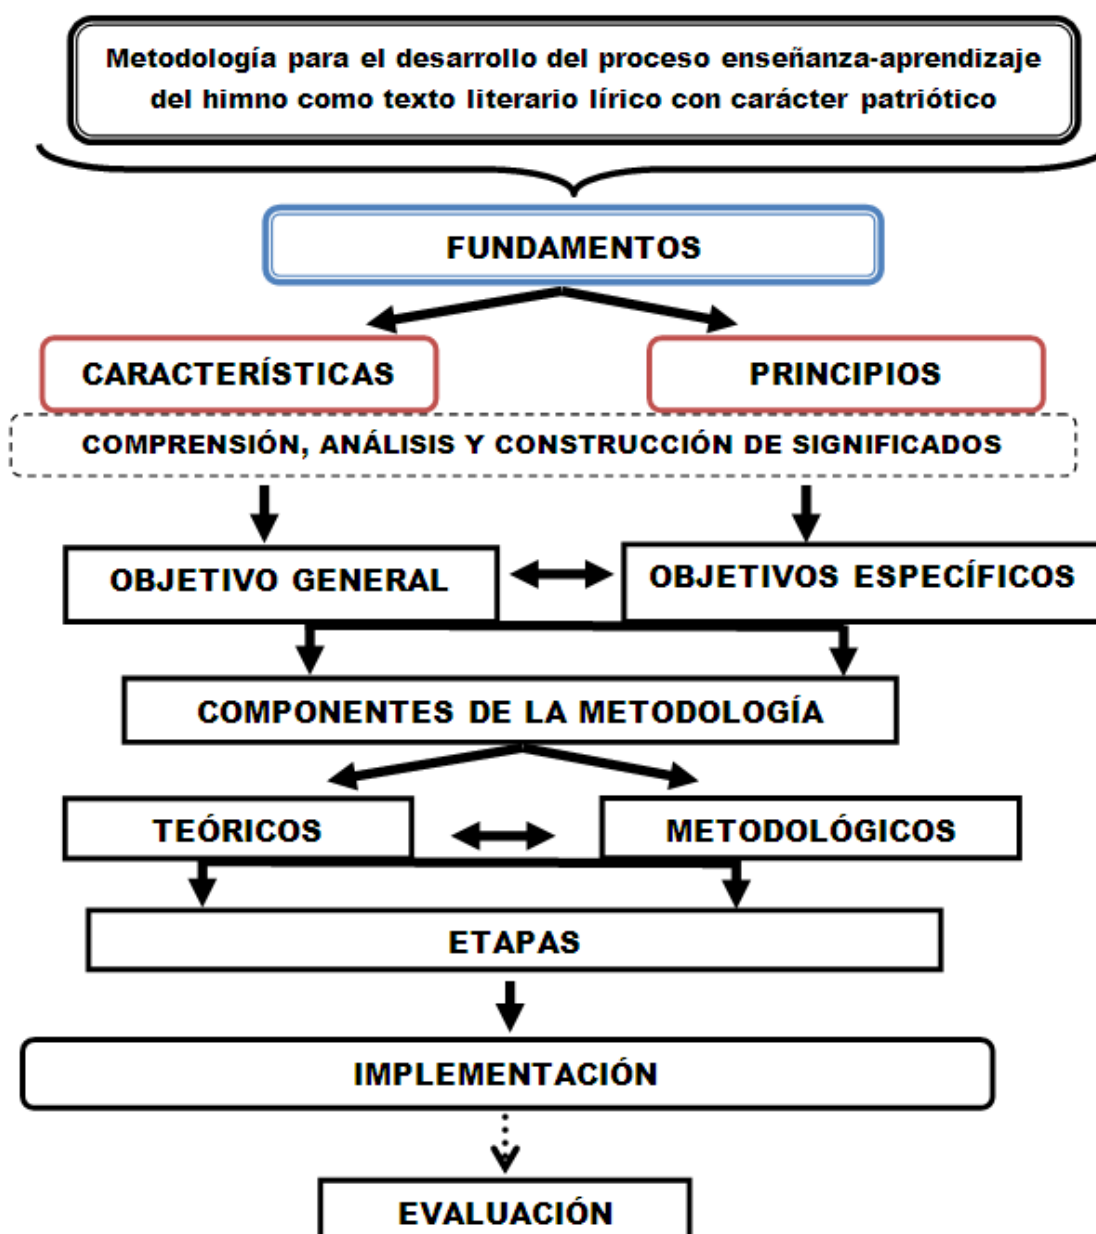 Metodología para el desarrollo del proceso enseñanza-aprendizaje
del himno como texto literario lírico con carácter patriótico
FUNDAMENTOS
CARACTERÍSTICAS
PRINCIPIOS
COMPRENSIÓN, ANÁLISIS Y CONSTRUCCIÓN DE SIGNIFICADOS
OBJETIVO GENERAL
OBJETIVOS ESPECÍFICOS
COMPONENTES DE LA METODOLOGÍA
TEÓRICOS
METODOLÓGICOS
ETAPAS
IMPLEMENTACIÓN
EVALUACIÓN